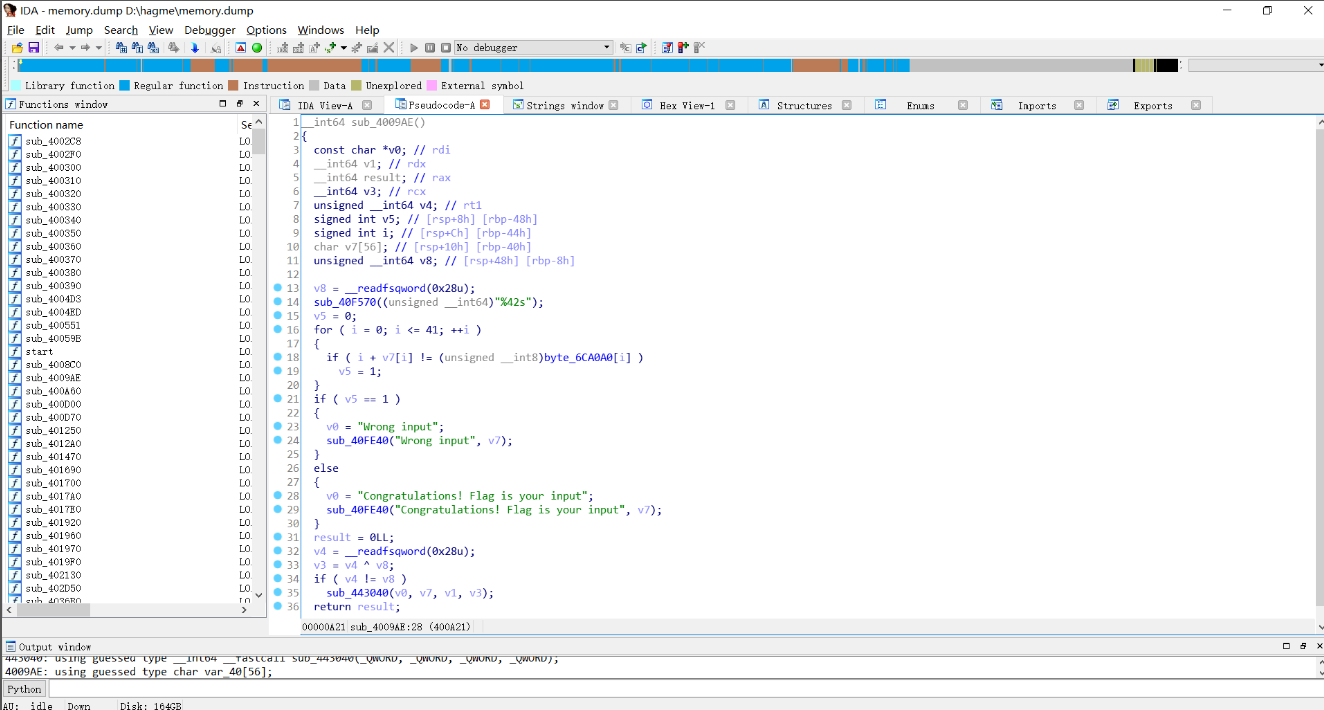 IDA - memory.dump D:\hagme\memory.dump
File Edit Jump Search View Debugger Options Windows Help
No debugger
Library function Regular function Instruction Data Unexplored External symbol
Functions window
IDA View-A Pseudocode-A Strings window Hex View-1 Structures Enums Imports Exports
Function name Se
sub_4002C8 LO
sub_4002F0 LO
sub_400300 LO
sub_400310 LO
sub_400320 LO
sub_400330 LO
sub_400340 LO
sub_400350 LO
sub_400360 LO
sub_400370 LO
sub_400380 LO
sub_400390 LO
sub_4004D3 LO
sub_4004ED LO
sub_400551 LO
sub_40059B LO
start LO
sub_4008C0 LO
sub_4009AE LO
sub_400A60 LO
sub_400D00 LO
sub_400D70 LO
sub_401250 LO
sub_4012A0 LO
sub_401470 LO
sub_401690 LO
sub_401700 LO
sub_4017A0 LO
sub_4017E0 LO
sub_401920 LO
sub_401960 LO
sub_401970 LO
sub_4019F0 LO
sub_402130 LO
sub_402D50 LO
sub_4036B0 LO
1 __int64 sub_4009AE()
2 {
3 const char *v0; // rdi
4 __int64 v1; // rdx
5 __int64 result; // rax
6 __int64 v3; // rcx
7 unsigned __int64 v4; // rt1
8 signed int v5; // [rsp+8h] [rbp-48h]
9 signed int i; // [rsp+Ch] [rbp-44h]
10 char v7[56]; // [rsp+10h] [rbp-40h]
11 unsigned __int64 v8; // [rsp+48h] [rbp-8h]
12
13 v8 = __readfsqword(0x28u);
14 sub_40F570((unsigned __int64)"%42s");
15 v5 = 0;
16 for ( i = 0; i <= 41; ++i )
17 {
18 if ( i + v7[i] != (unsigned __int8)byte_6CA0A0[i] )
19 v5 = 1;
20 }
21 if ( v5 == 1 )
22 {
23 v0 = "Wrong input";
24 sub_40FE40("Wrong input", v7);
25 }
26 else
27 {
28 v0 = "Congratulations! Flag is your input";
29 sub_40FE40("Congratulations! Flag is your input", v7);
30 }
31 result = 0LL;
32 v4 = __readfsqword(0x28u);
33 v3 = v4 ^ v8;
34 if ( v4 != v8 )
35 sub_443040(v0, v7, v1, v3);
36 return result;
00000A21 sub_4009AE:28 (400A21)
Output window
443040: using guessed type __int64 __fastcall sub_443040(_QWORD, _QWORD, _QWORD, _QWORD);
4009AE: using guessed type char var_40[56];
Python
AU: idle Down Disk: 164GB